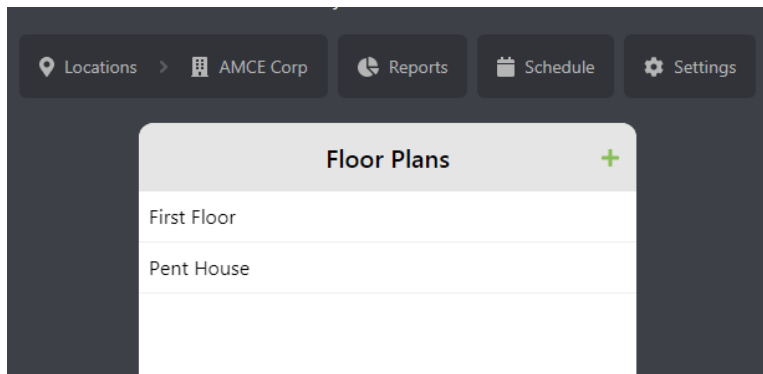 Locations > AMCE Corp Reports Schedule Settings
Floor Plans +
First Floor
Pent House